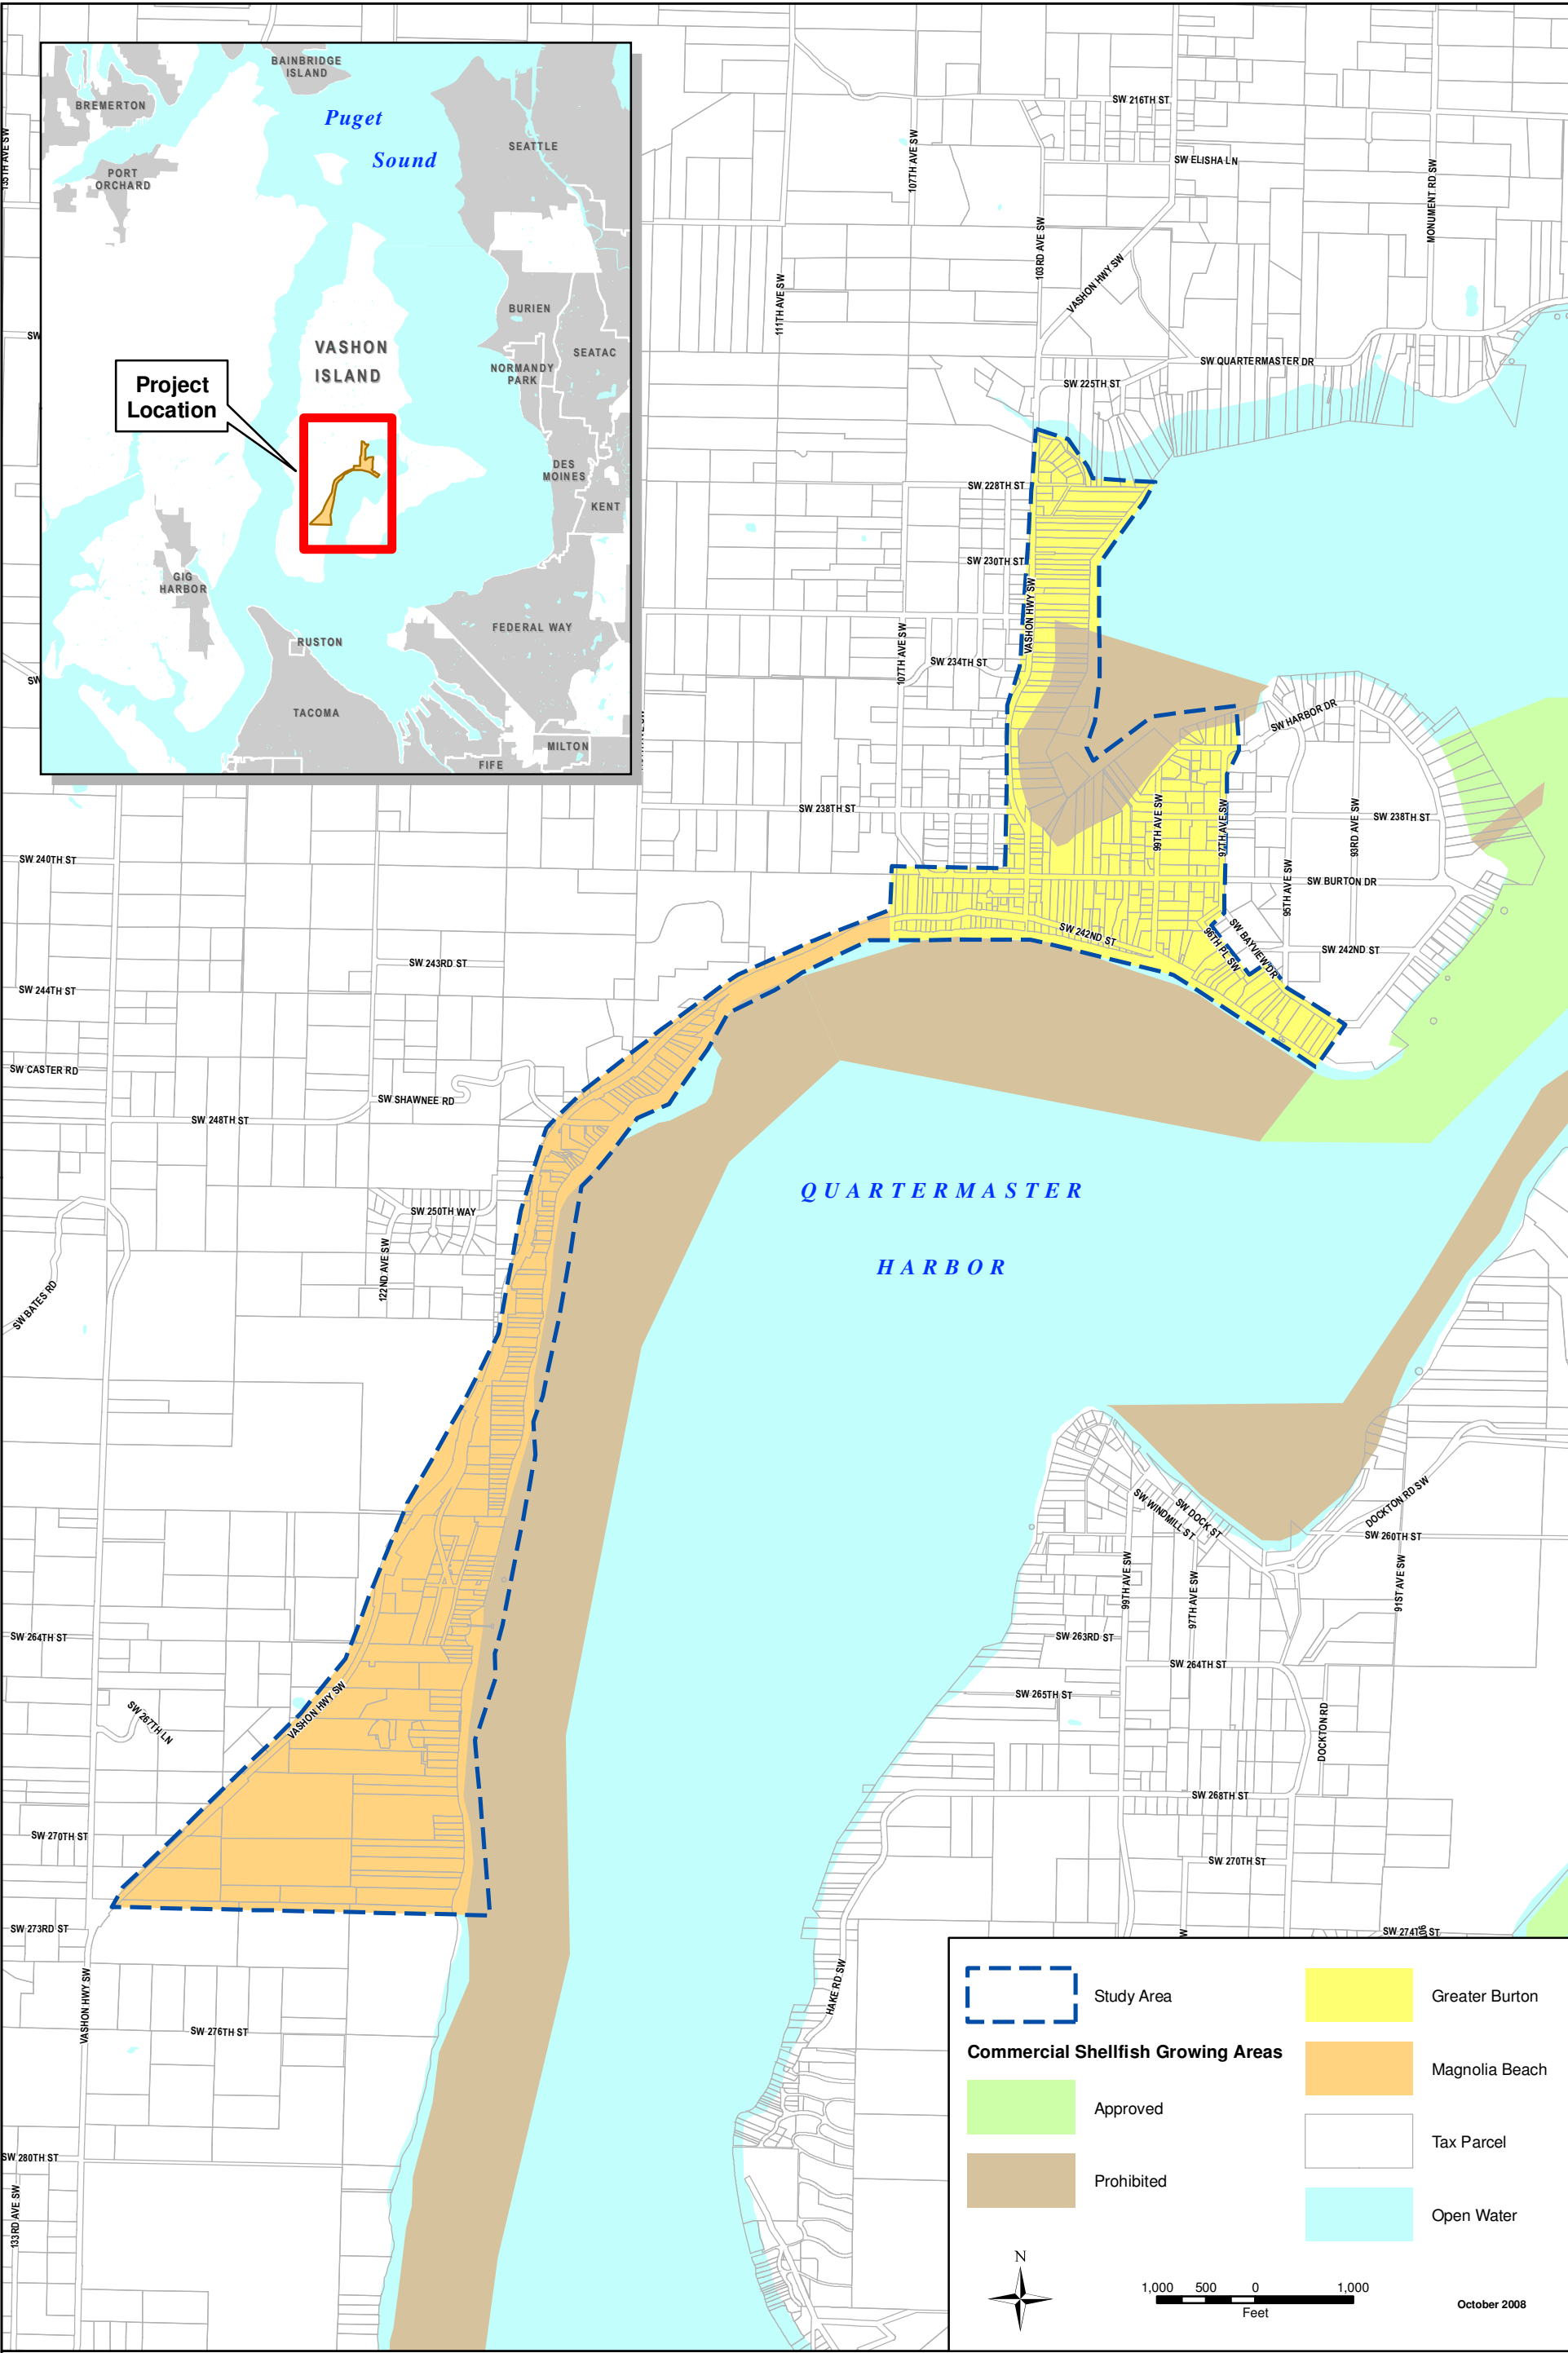 BAINBRIDGE
ISLAND
BREMERTON
Puget
Sound
SEATTLE
PORT
ORCHARD
BURIEN
VASHON
ISLAND
SEATAC
NORMANDY
PARK
Project
Location
DES
MOINES
KENT
GIG
HARBOR
FEDERAL WAY
RUSTON
TACOMA
MILTON
FIFE
135TH AVE SW
SW
SW
SW 216TH ST
SW ELISHA LN
107TH AVE SW
103RD AVE SW
MONUMENT RD SW
VASHON HWY SW
111TH AVE SW
SW QUARTERMASTER DR
SW 225TH ST
SW 228TH ST
SW 230TH ST
VASHON HWY SW
107TH AVE SW
SW 234TH ST
SW HARBOR DR
SW 238TH ST
99TH AVE SW
97TH AVE SW
93RD AVE SW
SW 238TH ST
SW 240TH ST
95TH AVE SW
SW BURTON DR
SW 242ND ST
SW BAYVIEW DR
96TH PL SW
SW 242ND ST
SW 243RD ST
SW 244TH ST
SW CASTER RD
SW SHAWNEE RD
SW 248TH ST
QUARTERMASTER
HARBOR
SW 250TH WAY
122ND AVE SW
SW BATES RD
SW DOCK ST
SW WINDMILL ST
DOCKTON RD SW
SW 260TH ST
99TH AVE SW
97TH AVE SW
91ST AVE SW
SW 263RD ST
SW 264TH ST
SW 264TH ST
SW 265TH ST
SW 267TH LN
VASHON HWY SW
DOCKTON RD
SW 268TH ST
SW 270TH ST
SW 270TH ST
SW 273RD ST
SW 274TH ST
W
VASHON HWY SW
HAKE RD SW
SW 276TH ST
SW 280TH ST
133RD AVE SW
Study Area
Commercial Shellfish Growing Areas
Approved
Prohibited
Greater Burton
Magnolia Beach
Tax Parcel
Open Water
N
1,000 500 0 1,000
Feet
October 2008